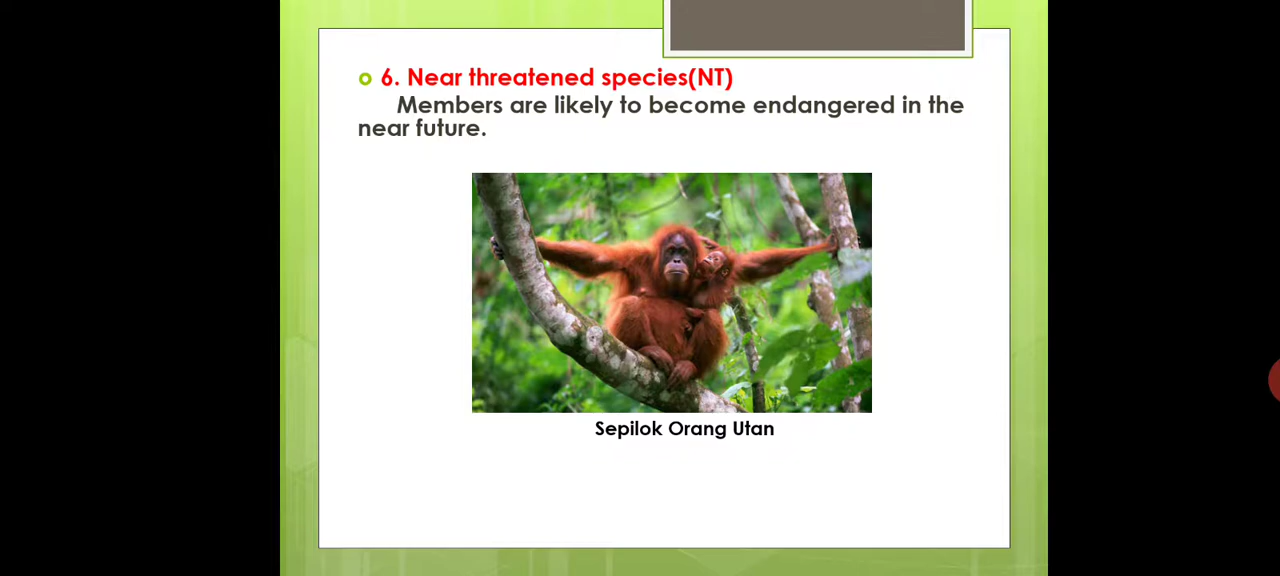 6. Near threatened species(NT)
Members are likely to become endangered in the
near future.
Sepilok Orang Utan